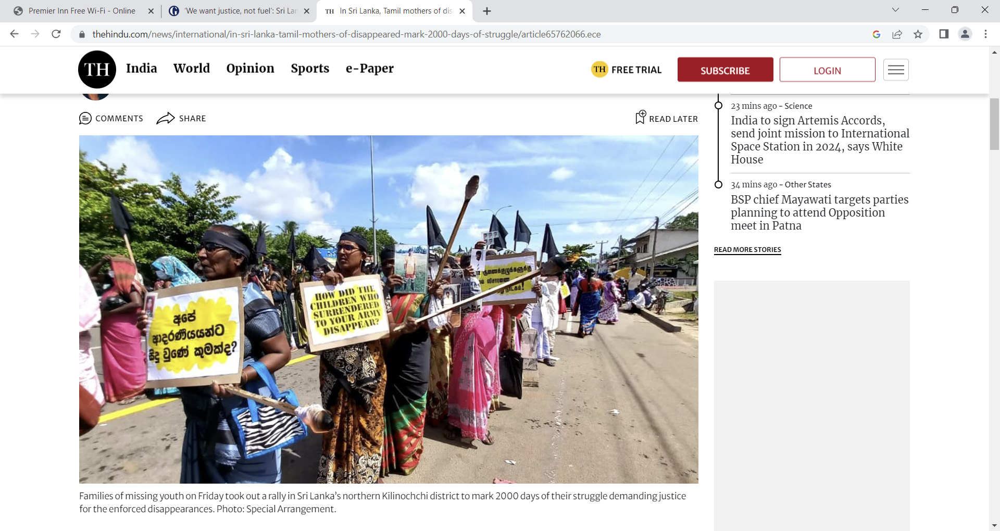 Premier Inn Free Wi-Fi - Online
'We want justice, not fuel': Sri Lan
TH In Sri Lanka, Tamil mothers of dis
thehindu.com/news/international/in-sri-lanka-tamil-mothers-of-disappeared-mark-2000-days-of-struggle/article65762066.ece
TH India World Opinion Sports e-Paper
TH FREE TRIAL SUBSCRIBE LOGIN
COMMENTS SHARE READ LATER
අපේ
ආදරණීයයන්ට
සිදු වුණේ කුමක්ද?
HOW DID THE
CHILDREN WHO
SURRENDERED
TO YOUR ARMY
DISAPPEAR?
ஆணைக்குழுக்களுக்கு
விசாரணை
நாடகம்!
Families of missing youth on Friday took out a rally in Sri Lanka's northern Kilinochchi district to mark 2000 days of their struggle demanding justice
for the enforced disappearances. Photo: Special Arrangement.
23 mins ago - Science
India to sign Artemis Accords,
send joint mission to International
Space Station in 2024, says White
House
34 mins ago - Other States
BSP chief Mayawati targets parties
planning to attend Opposition
meet in Patna
READ MORE STORIES